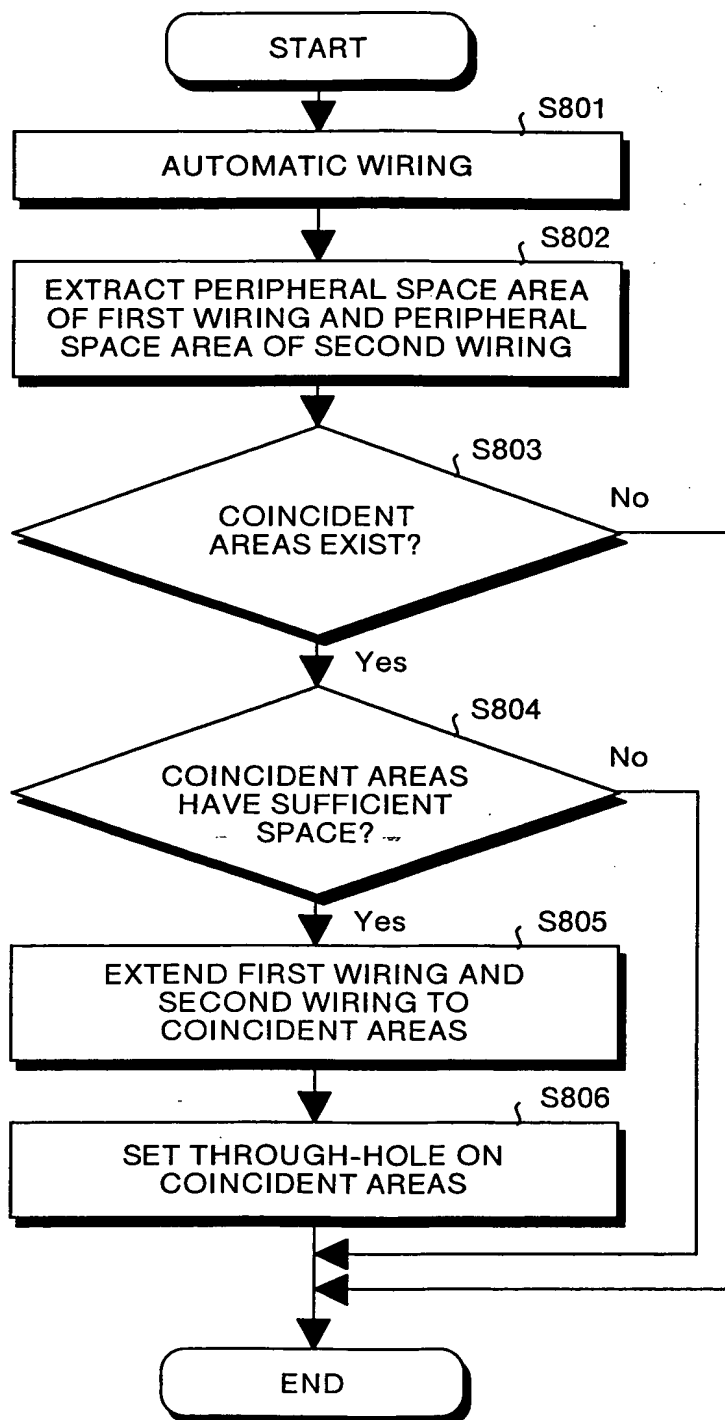 START
S801
AUTOMATIC WIRING
S802
EXTRACT PERIPHERAL SPACE AREA
OF FIRST WIRING AND PERIPHERAL
SPACE AREA OF SECOND WIRING
S803
COINCIDENT
AREAS EXIST?
No
Yes
S804
COINCIDENT AREAS
HAVE SUFFICIENT
SPACE?
No
Yes
S805
EXTEND FIRST WIRING AND
SECOND WIRING TO
COINCIDENT AREAS
S806
SET THROUGH-HOLE ON
COINCIDENT AREAS
END